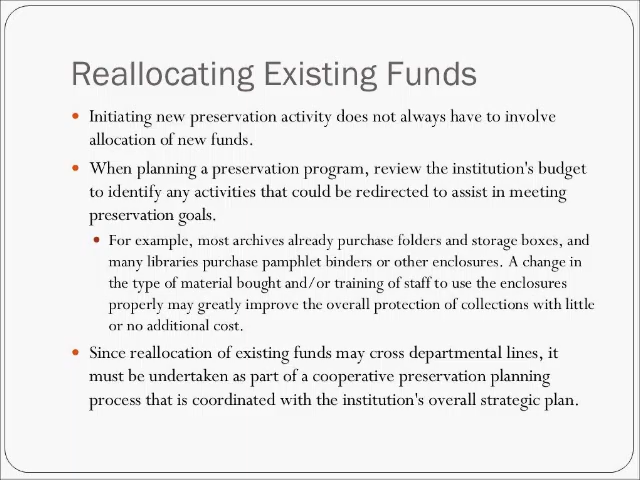 Reallocating Existing Funds
• Initiating new preservation activity does not always have to involve
allocation of new funds.
• When planning a preservation program, review the institution's budget
to identify any activities that could be redirected to assist in meeting
preservation goals.
• For example, most archives already purchase folders and storage boxes, and
many libraries purchase pamphlet binders or other enclosures. A change in
the type of material bought and/or training of staff to use the enclosures
properly may greatly improve the overall protection of collections with little
or no additional cost.
• Since reallocation of existing funds may cross departmental lines, it
must be undertaken as part of a cooperative preservation planning
process that is coordinated with the institution's overall strategic plan.